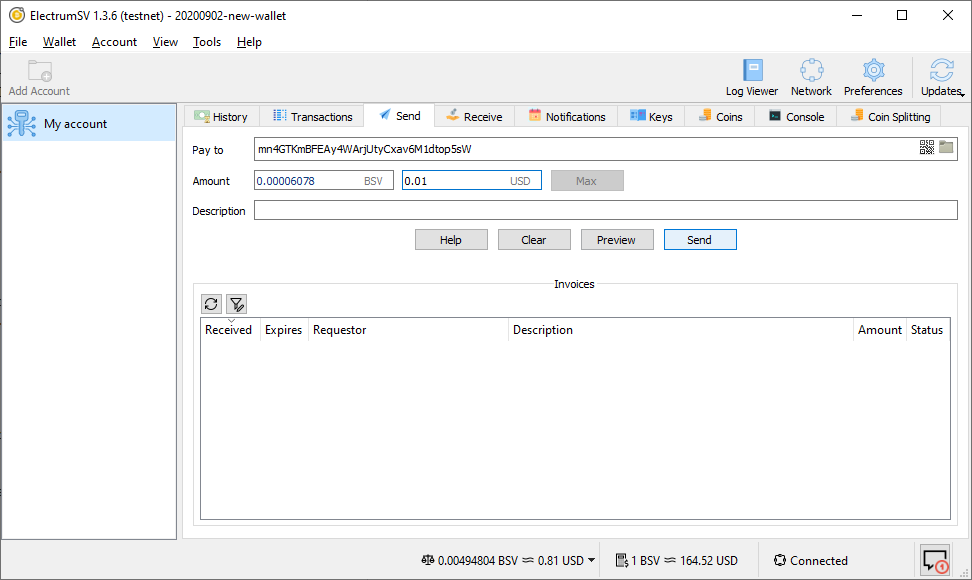 ElectrumSV 1.3.6 (testnet) - 20200902-new-wallet
File Wallet Account View Tools Help
Add Account Log Viewer Network Preferences Updates
My account
History Transactions Send Receive Notifications Keys Coins Console Coin Splitting
Pay to mn4GTKmBFEAy4WArjUtyCxav6M1dtop5sW
Amount 0.00006078 BSV 0.01 USD Max
Description
Help Clear Preview Send
Invoices
Received Expires Requestor Description Amount Status
0.00494804 BSV ≈ 0.81 USD 1 BSV ≈ 164.52 USD Connected 1